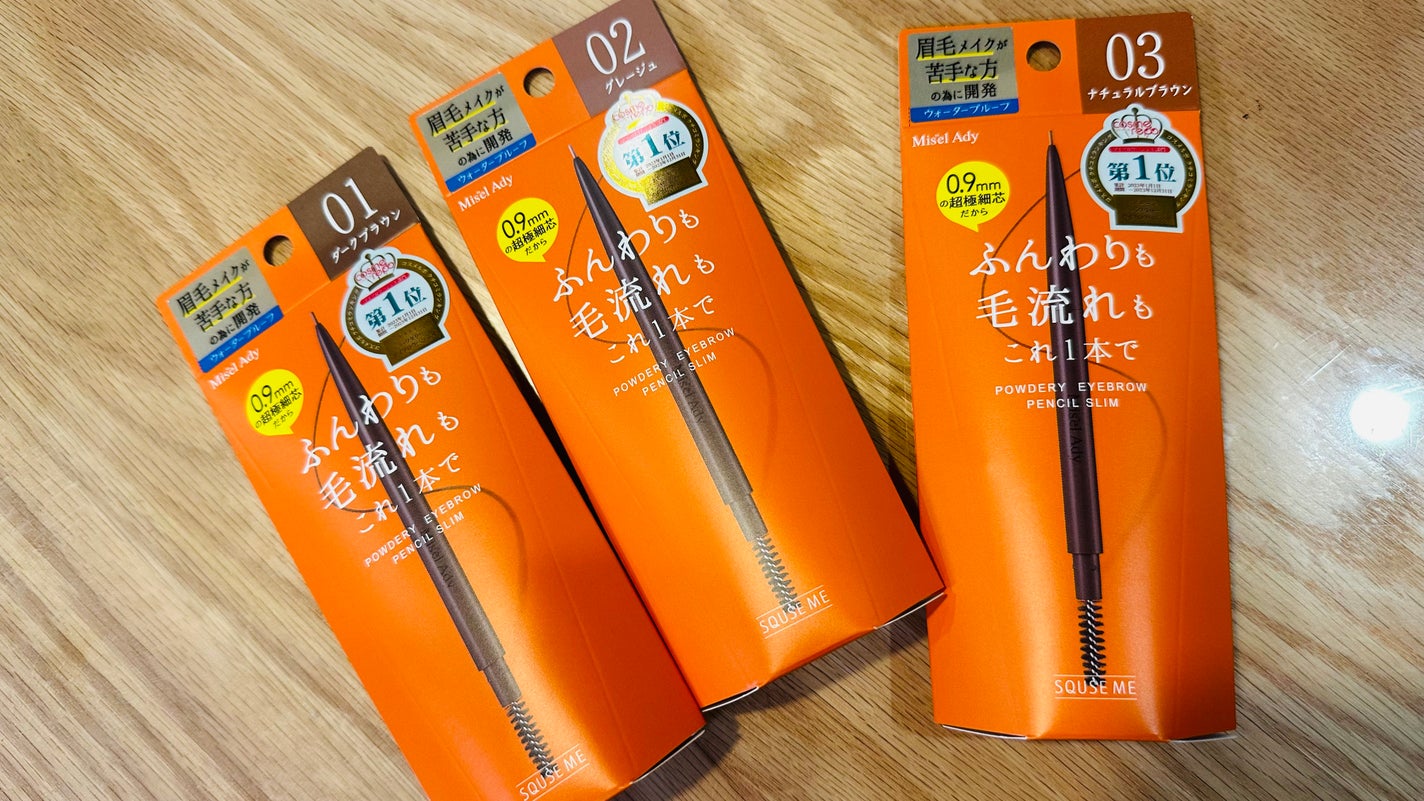 眉毛メイクが
苦手な方
の為に開発
ウォータープルーフ
01
ダークブラウン
Misel Ady
第1位
0.9mm
の超極細芯
だから
ふんわりも
毛流れも
これ1本で
POWDERY EYEBROW
PENCIL SLIM
SQUSE ME
眉毛メイクが
苦手な方
の為に開発
ウォータープルーフ
02
グレージュ
Misel Ady
第1位
0.9mm
の超極細芯
だから
ふんわりも
毛流れも
これ1本で
POWDERY EYEBROW
PENCIL SLIM
SQUSE ME
眉毛メイクが
苦手な方
の為に開発
ウォータープルーフ
03
ナチュラルブラウン
Misel Ady
第1位
0.9mm
の超極細芯
だから
ふんわりも
毛流れも
これ1本で
POWDERY EYEBROW
PENCIL SLIM
SQUSE ME